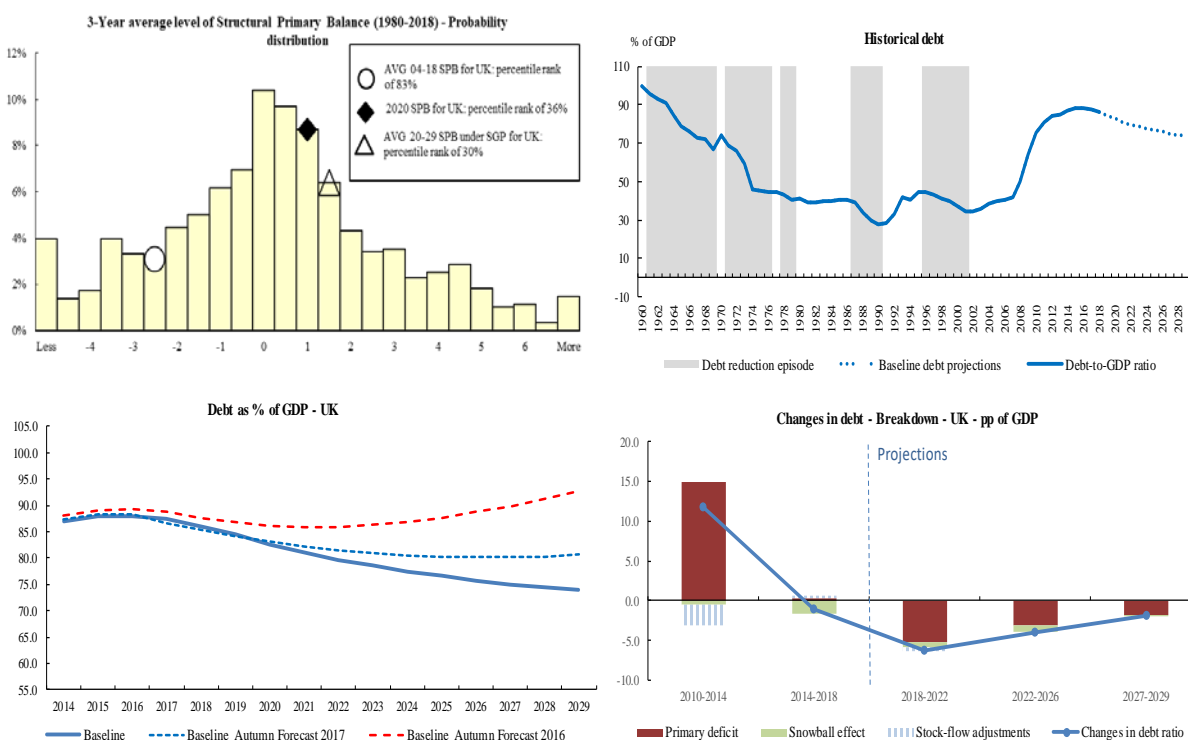 3-Year average level of Structural Primary Balance (1980-2018) - Probability
distribution
12%
10%
8%
6%
4%
2%
0%
AVG 04-18 SPB for UK: percentile rank
of 83%
2020 SPB for UK: percentile rank of 36%
AVG 20-29 SPB under SGP for UK:
percentile rank of 30%
Less -4 -3 -2 -1 0 1 2 3 4 5 6 More
% of GDP
Historical debt
110
90
70
50
30
10
-10
1960 1962 1964 1966 1968 1970 1972 1974 1976 1978 1980 1982 1984 1986 1988 1990 1992 1994 1996 1998 2000 2002 2004 2006 2008 2010 2012 2014 2016 2018 2020 2022 2024 2026 2028
Debt reduction episode Baseline debt projections Debt-to-GDP ratio
Debt as % of GDP - UK
105.0
100.0
95.0
90.0
85.0
80.0
75.0
70.0
65.0
60.0
55.0
2014 2015 2016 2017 2018 2019 2020 2021 2022 2023 2024 2025 2026 2027 2028 2029
Baseline Baseline Autumn Forecast 2017 Baseline Autumn Forecast 2016
Changes in debt - Breakdown - UK - pp of GDP
20.0
15.0
10.0
5.0
0.0
-5.0
-10.0
Projections
2010-2014 2014-2018 2018-2022 2022-2026 2027-2029
Primary deficit Snowball effect Stock-flow adjustments Changes in debt ratio